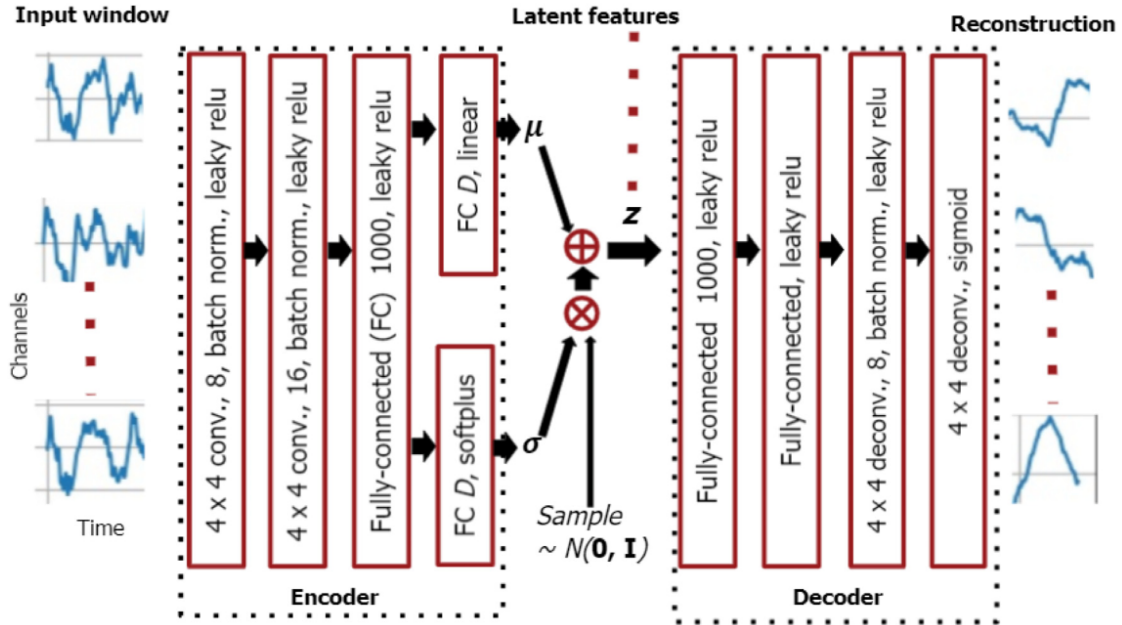 Input window
Latent features
Reconstruction
Channels
Time
4 x 4 conv., 8, batch norm., leaky relu
4 x 4 conv., 16, batch norm., leaky relu
Fully-connected (FC) 1000, leaky relu
FC D, linear
FC D, softplus
μ
σ
z
Sample
~ N(0, I)
Fully-connected 1000, leaky relu
Fully-connected, leaky relu
4 x 4 deconv., 8, batch norm, leaky relu
4 x 4 deconv., sigmoid
Encoder
Decoder